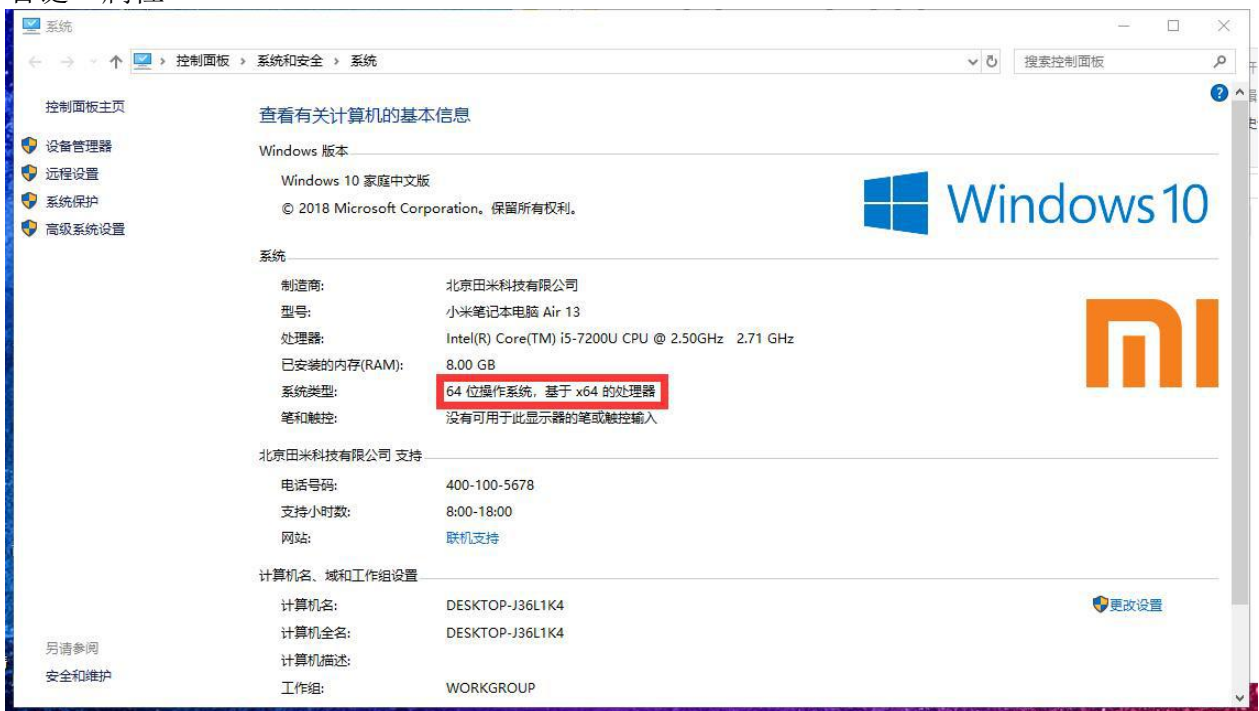 系统
控制面板 › 系统和安全 › 系统
搜索控制面板
控制面板主页
设备管理器
远程设置
系统保护
高级系统设置
查看有关计算机的基本信息
Windows 版本
Windows 10 家庭中文版
© 2018 Microsoft Corporation。保留所有权利。
Windows 10
系统
制造商: 北京田米科技有限公司
型号: 小米笔记本电脑 Air 13
处理器: Intel(R) Core(TM) i5-7200U CPU @ 2.50GHz 2.71 GHz
已安装的内存(RAM): 8.00 GB
系统类型: 64 位操作系统，基于 x64 的处理器
笔和触控: 没有可用于此显示器的笔或触控输入
MI
北京田米科技有限公司 支持
电话号码: 400-100-5678
支持小时数: 8:00-18:00
网站: 联机支持
计算机名、域和工作组设置
计算机名: DESKTOP-J36L1K4
更改设置
计算机全名: DESKTOP-J36L1K4
计算机描述:
工作组: WORKGROUP
另请参阅
安全和维护